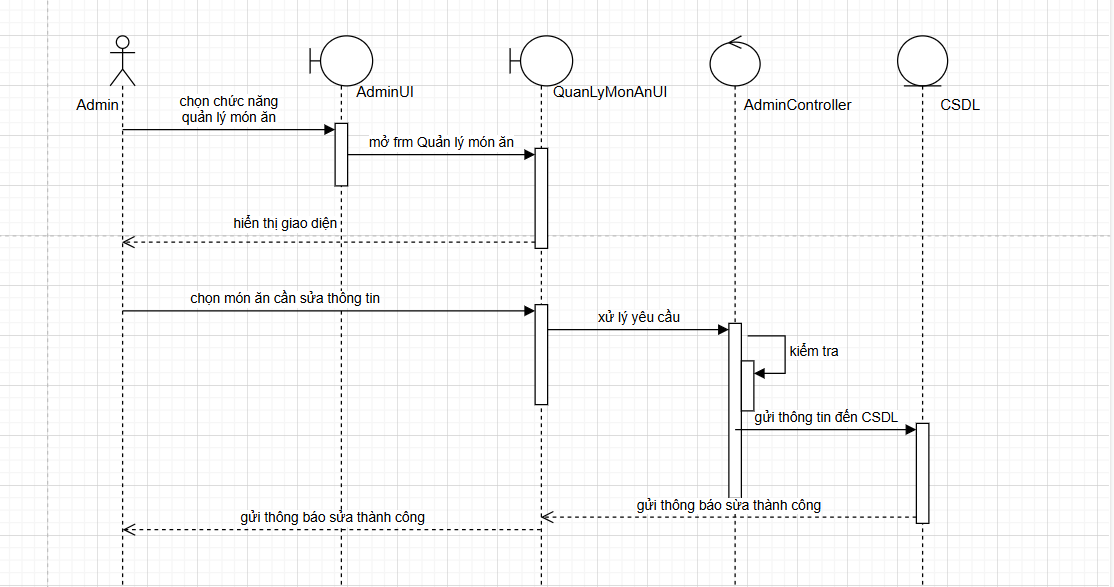 Admin
AdminUI
QuanLyMonAnUI
AdminController
CSDL
chọn chức năng
quản lý món ăn
mở frm Quản lý món ăn
hiển thị giao diện
chọn món ăn cần sửa thông tin
xử lý yêu cầu
kiểm tra
gửi thông tin đến CSDL
gửi thông báo sửa thành công
gửi thông báo sửa thành công